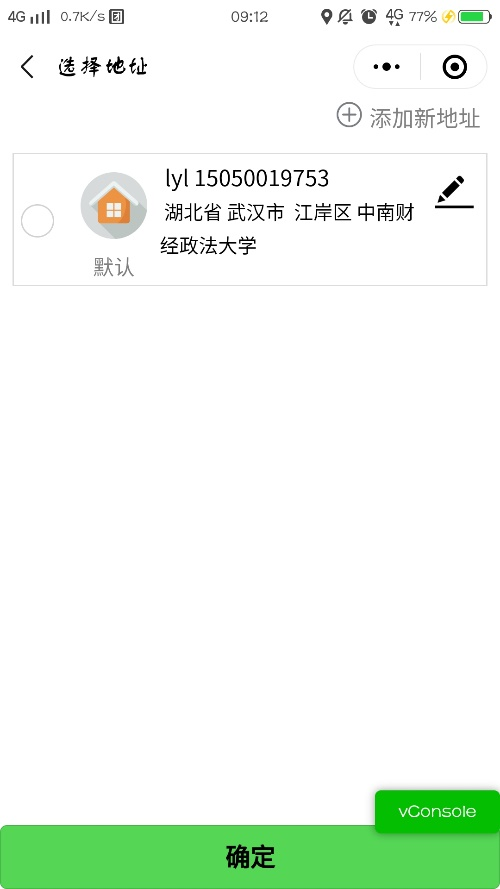 4G 0.7K/s 09:12 4G 77%
选择地址
添加新地址
lyl 15050019753
湖北省 武汉市 江岸区 中南财
经政法大学
默认
vConsole
确定